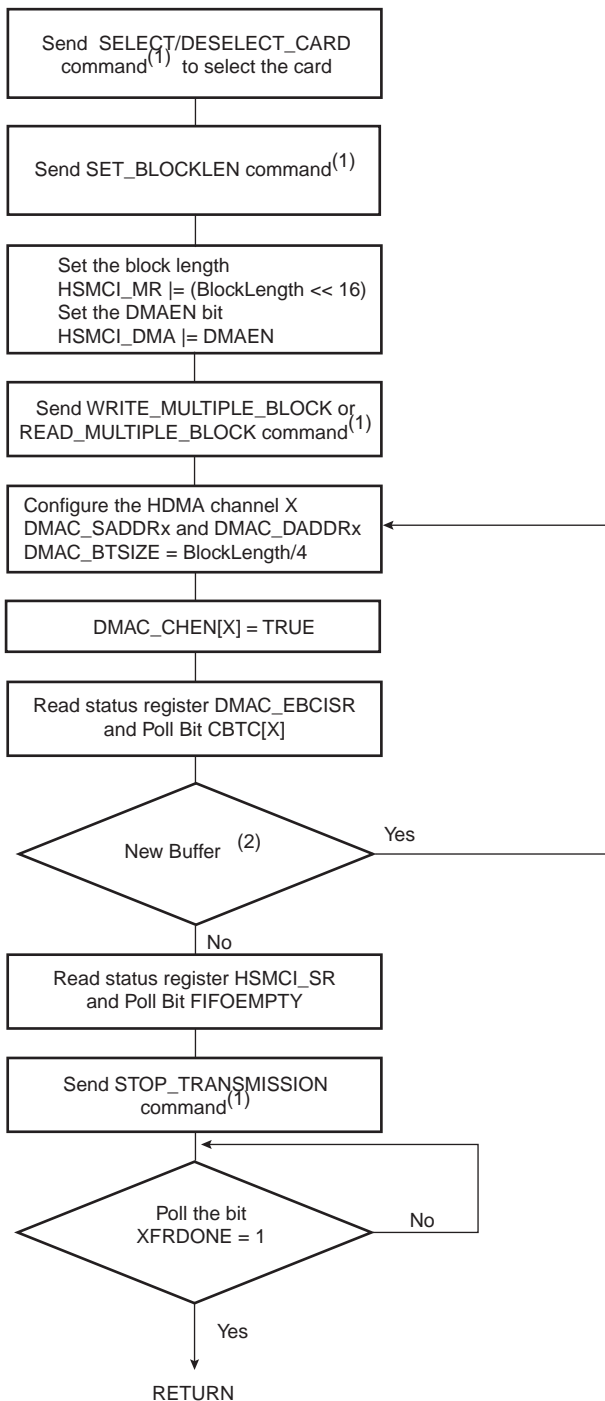 Send SELECT/DESELECT_CARD
command(1) to select the card
Send SET_BLOCKLEN command(1)
Set the block length
HSMCI_MR |= (BlockLength << 16)
Set the DMAEN bit
HSMCI_DMA |= DMAEN
Send WRITE_MULTIPLE_BLOCK or
READ_MULTIPLE_BLOCK command(1)
Configure the HDMA channel X
DMAC_SADDRx and DMAC_DADDRx
DMAC_BTSIZE = BlockLength/4
DMAC_CHEN[X] = TRUE
Read status register DMAC_EBCISR
and Poll Bit CBTC[X]
New Buffer (2)
Yes
No
Read status register HSMCI_SR
and Poll Bit FIFOEMPTY
Send STOP_TRANSMISSION
command(1)
Poll the bit
XFRDONE = 1
No
Yes
RETURN